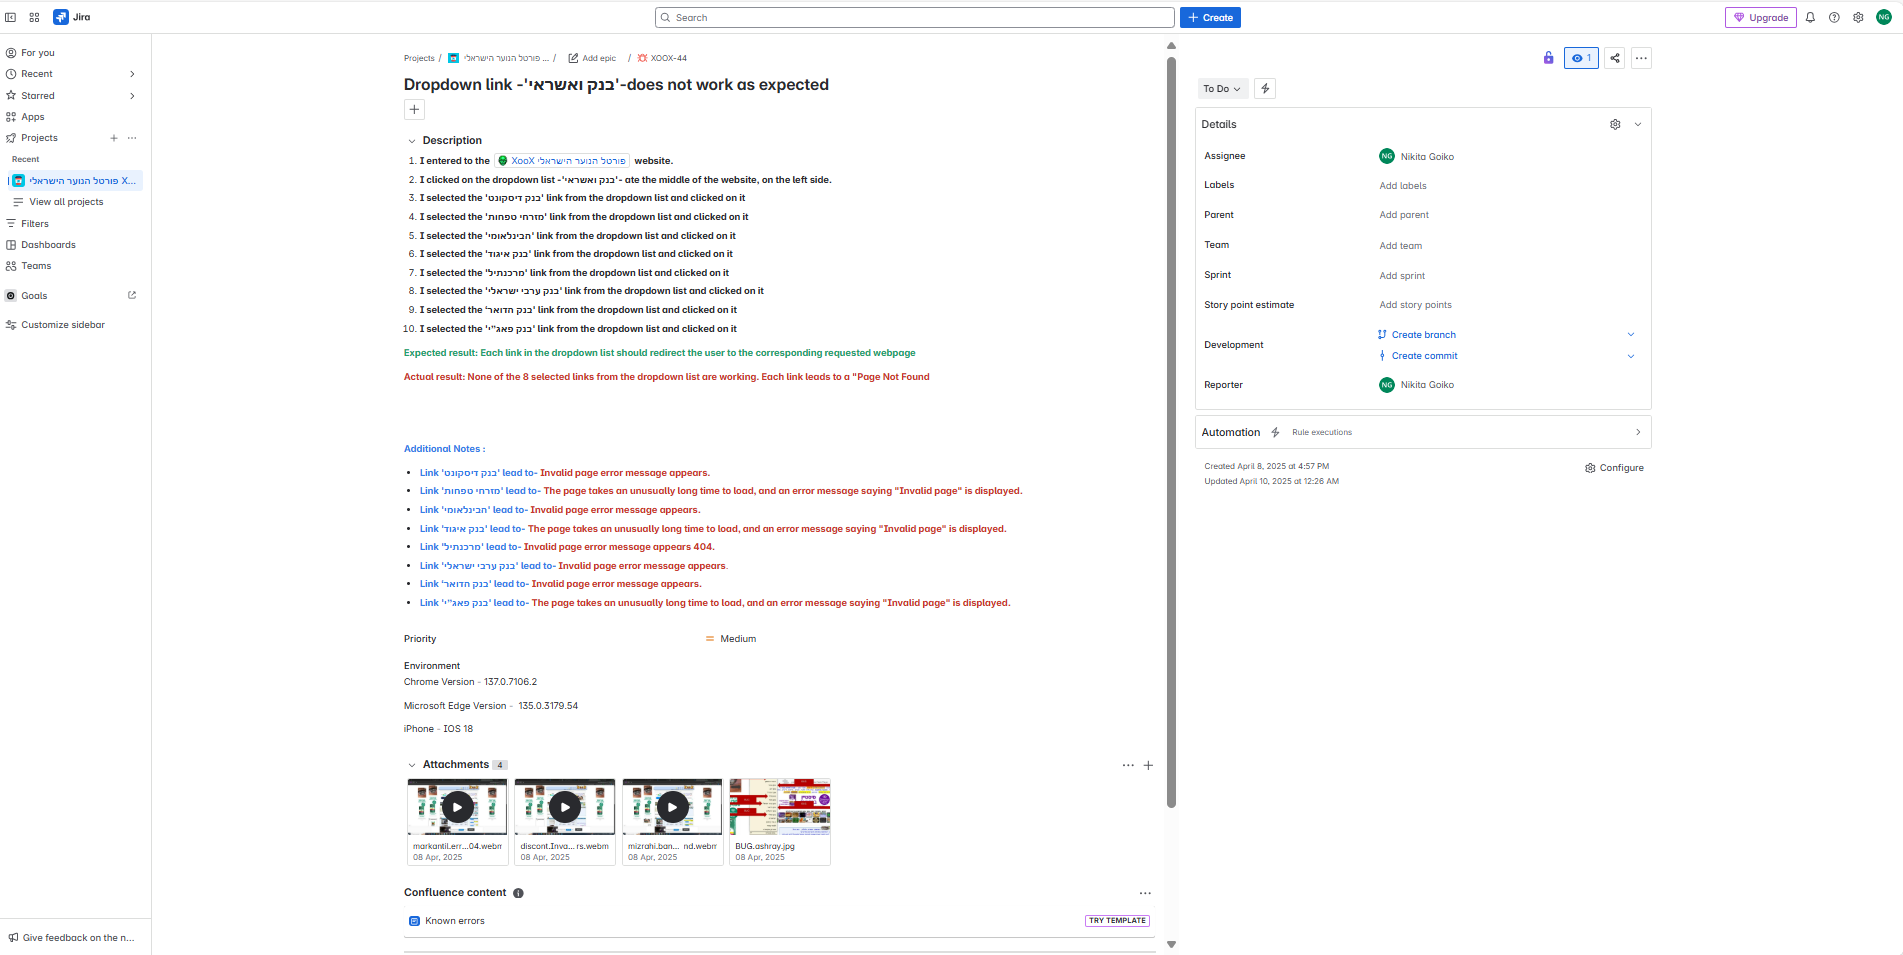 Jira
Search
Create
Upgrade
NG
For you
Recent
Starred
Apps
Projects
Recent
פורטל הנוער הישראלי X...
View all projects
Filters
Dashboards
Teams
Goals
Customize sidebar
Give feedback on the n...
Projects / פורטל הנוער הישראלי ... / Add epic / XOOX-44
Dropdown link -'בנק ואשראי'-does not work as expected
Description
1. I entered to the XooX פורטל הנוער הישראלי website.
2. I clicked on the dropdown list -'בנק ואשראי'- ate the middle of the website, on the left side.
3. I selected the 'בנק דיסקונט' link from the dropdown list and clicked on it
4. I selected the 'מזרחי טפחות' link from the dropdown list and clicked on it
5. I selected the 'הבינלאומי' link from the dropdown list and clicked on it
6. I selected the 'בנק איגוד' link from the dropdown list and clicked on it
7. I selected the 'מרכנתיל' link from the dropdown list and clicked on it
8. I selected the 'בנק ערבי ישראלי' link from the dropdown list and clicked on it
9. I selected the 'בנק הדואר' link from the dropdown list and clicked on it
10. I selected the 'בנק פאג"י' link from the dropdown list and clicked on it
Expected result: Each link in the dropdown list should redirect the user to the corresponding requested webpage
Actual result: None of the 8 selected links from the dropdown list are working. Each link leads to a "Page Not Found
Additional Notes :
• Link 'בנק דיסקונט' lead to- Invalid page error message appears.
• Link 'מזרחי טפחות' lead to- The page takes an unusually long time to load, and an error message saying "Invalid page" is displayed.
• Link 'הבינלאומי' lead to- Invalid page error message appears.
• Link 'בנק איגוד' lead to- The page takes an unusually long time to load, and an error message saying "Invalid page" is displayed.
• Link 'מרכנתיל' lead to- Invalid page error message appears 404.
• Link 'בנק ערבי ישראלי' lead to- Invalid page error message appears.
• Link 'בנק הדואר' lead to- Invalid page error message appears.
• Link 'בנק פאג"י' lead to- The page takes an unusually long time to load, and an error message saying "Invalid page" is displayed.
Priority
Medium
Environment
Chrome Version - 137.0.7106.2
Microsoft Edge Version - 135.0.3179.54
iPhone - IOS 18
Attachments 4
markantil.err...04.webm
08 Apr, 2025
discont.Inva... rs.webm
08 Apr, 2025
mizrahi.ban... nd.webm
08 Apr, 2025
BUG.ashray.jpg
08 Apr, 2025
Confluence content
Known errors
TRY TEMPLATE
1
To Do
Details
Assignee
NG Nikita Goiko
Labels
Add labels
Parent
Add parent
Team
Add team
Sprint
Add sprint
Story point estimate
Add story points
Development
Create branch
Create commit
Reporter
NG Nikita Goiko
Automation
Rule executions
Created April 8, 2025 at 4:57 PM
Updated April 10, 2025 at 12:26 AM
Configure